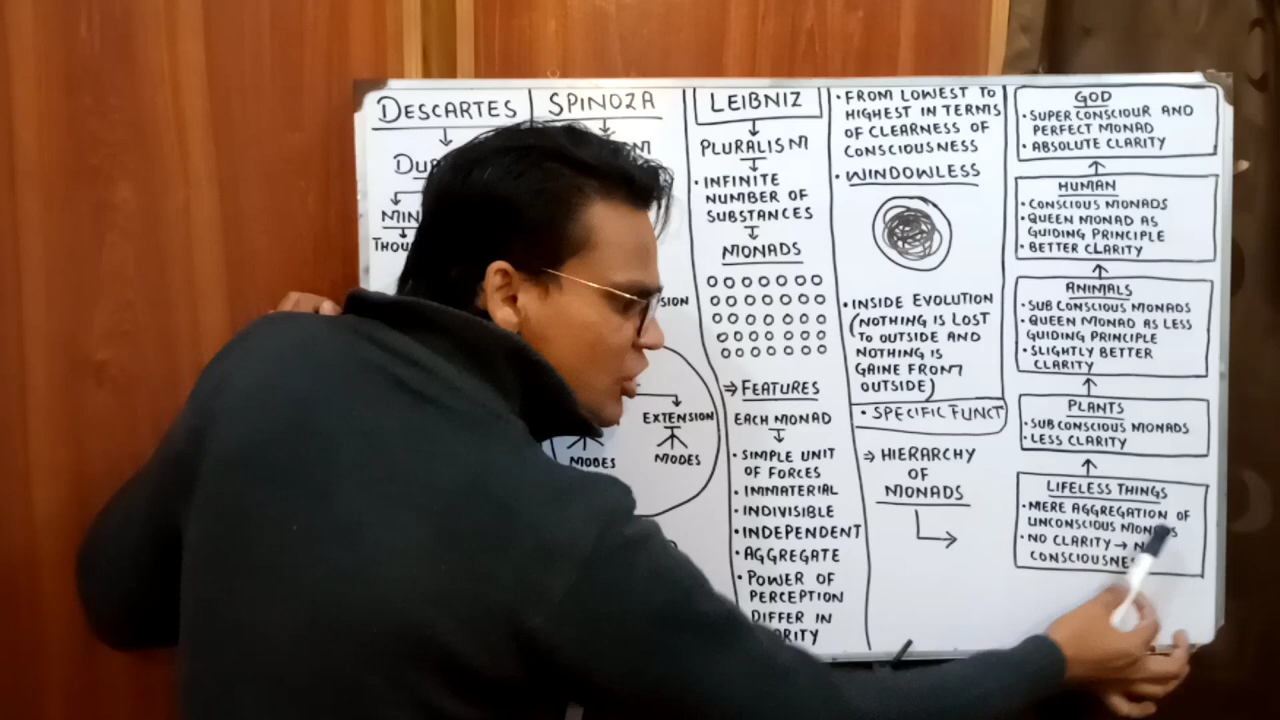 DESCARTES
SPINOZA
EXTENSION
MODES
MODES
LEIBNIZ
PLURALISM
• INFINITE
NUMBER OF
SUBSTANCES
MONADS
⇒ FEATURES
EACH MONAD
• SIMPLE UNIT
OF FORCES
• IMMATERIAL
• INDIVISIBLE
• INDEPENDENT
• AGGREGATE
• POWER OF
PERCEPTION
DIFFER IN
• FROM LOWEST TO
HIGHEST IN TERMS
OF CLEARNESS OF
CONSCIOUSNESS
• WINDOWLESS
• INSIDE EVOLUTION
(NOTHING IS LOST
TO OUTSIDE AND
NOTHING IS
GAINE FROM
OUTSIDE)
• SPECIFIC FUNCT
⇒ HIERARCHY
OF
MONADS
GOD
• SUPER CONSCIOUR AND
PERFECT MONAD
• ABSOLUTE CLARITY
HUMAN
• CONSCIOUS MONADS
• QUEEN MONAD AS
GUIDING PRINCIPLE
• BETTER CLARITY
ANIMALS
• SUB CONSCIOUS MONADS
• QUEEN MONAD AS LESS
GUIDING PRINCIPLE
• SLIGHTLY BETTER
CLARITY
PLANTS
• SUB CONSCIOUS MONADS
• LESS CLARITY
LIFELESS THINGS
• MERE AGGREGATION OF
UNCONSCIOUS
• NO CLARITY →